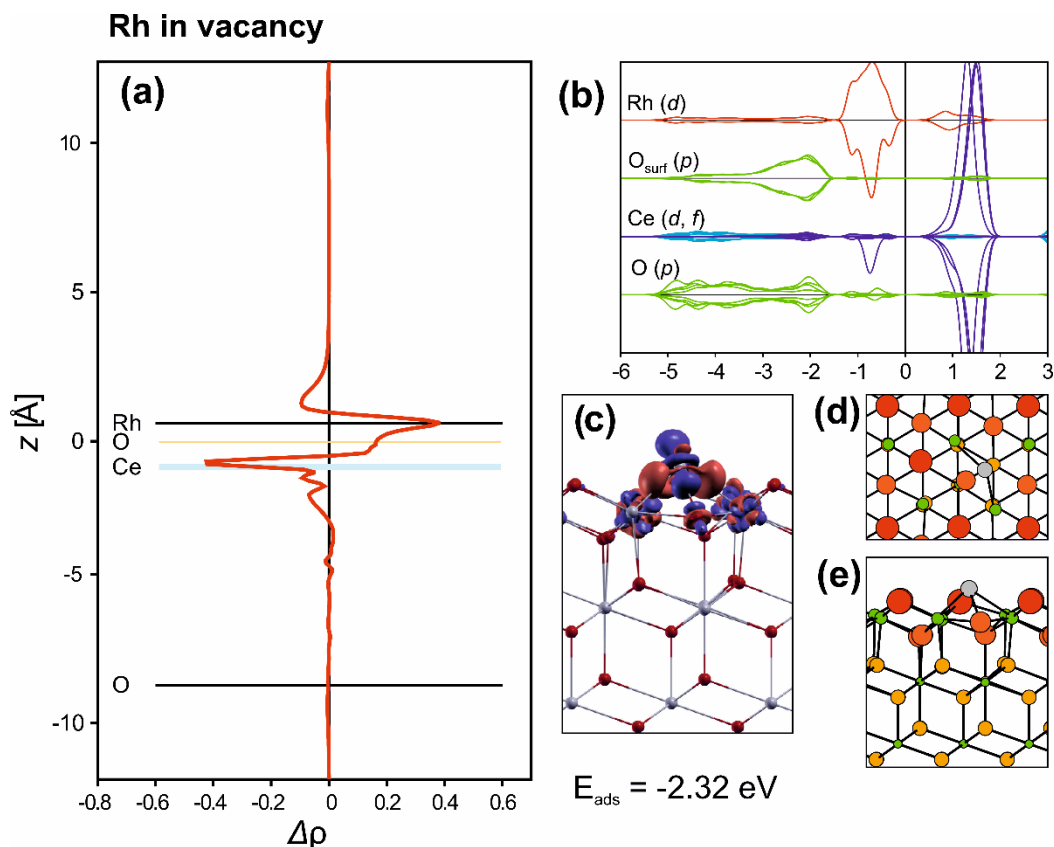 Rh in vacancy
(a)
10
5
0
-5
-10
z [Å]
Rh
O
Ce
O
-0.8 -0.6 -0.4 -0.2 0 0.2 0.4 0.6
Δρ
(b)
Rh (d)
Osurf (p)
Ce (d, f)
O (p)
-6 -5 -4 -3 -2 -1 0 1 2 3
(c)
(d)
(e)
Eads = -2.32 eV